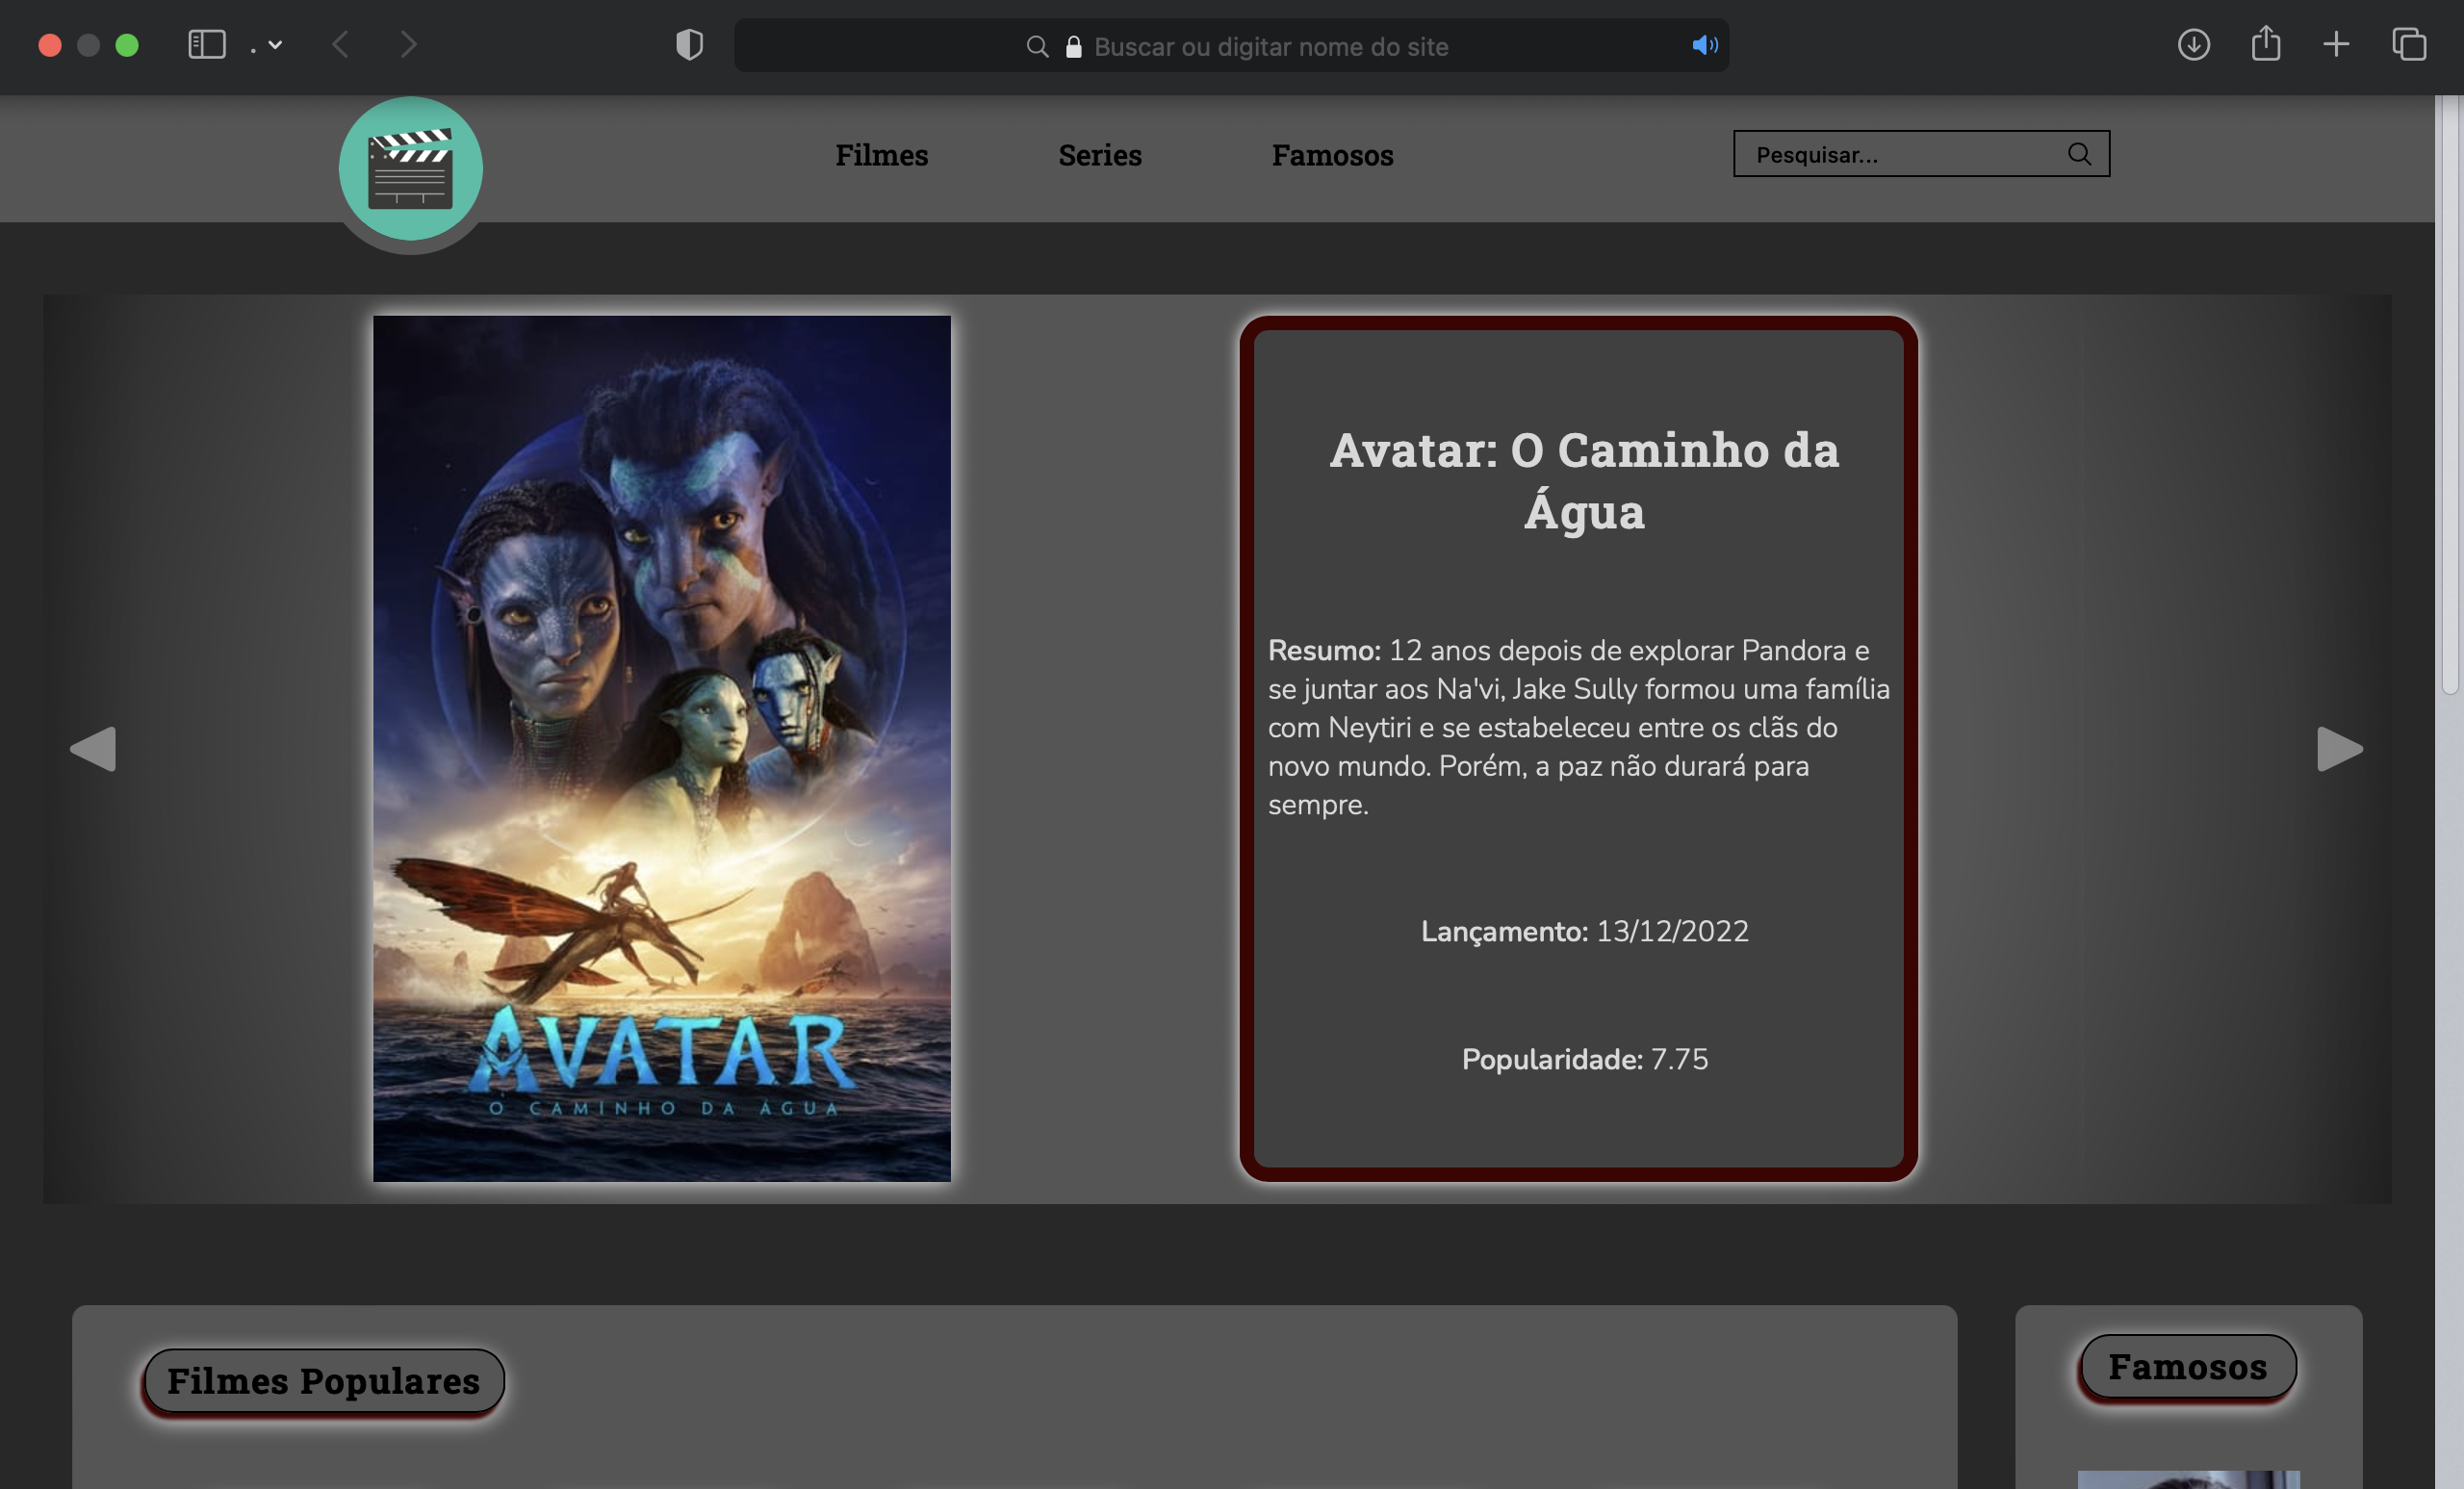 Buscar ou digitar nome do site
Filmes
Series
Famosos
Pesquisar...
AVATAR
O CAMINHO DA ÁGUA
Avatar: O Caminho da
Água
Resumo: 12 anos depois de explorar Pandora e
se juntar aos Na'vi, Jake Sully formou uma família
com Neytiri e se estabeleceu entre os clãs do
novo mundo. Porém, a paz não durará para
sempre.
Lançamento: 13/12/2022
Popularidade: 7.75
Filmes Populares
Famosos